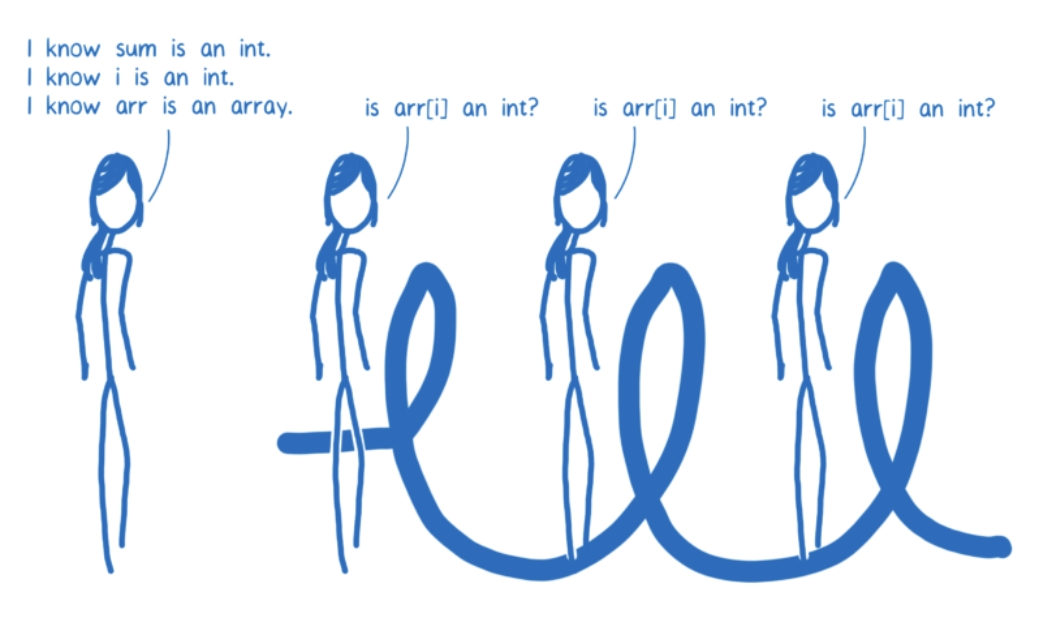 I know sum is an int.
I know i is an int.
I know arr is an array.
is arr[i] an int?
is arr[i] an int?
is arr[i] an int?